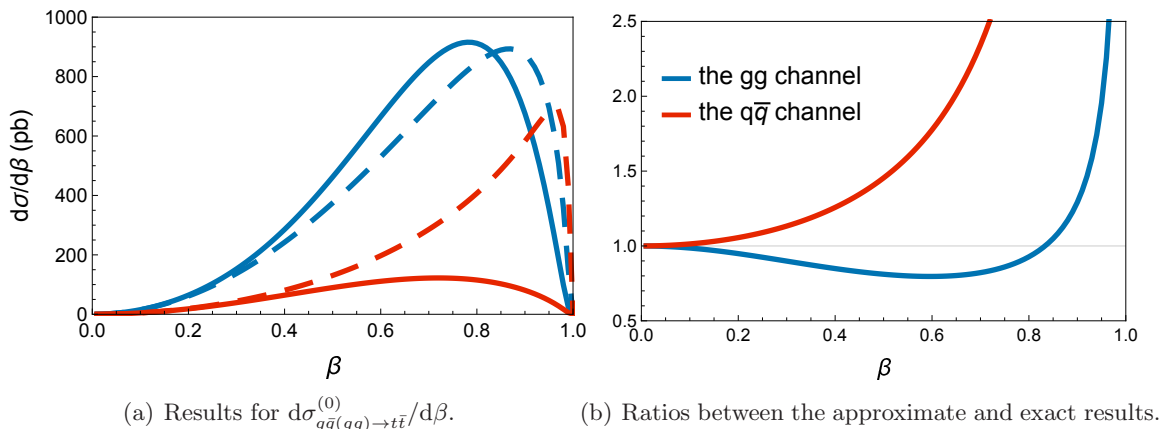 1000
800
600
400
200
0
dσ/dβ (pb)
0.0 0.2 0.4 0.6 0.8 1.0
β
2.5
2.0
1.5
1.0
0.5
the gg channel
the qq̅ channel
0.0 0.2 0.4 0.6 0.8 1.0
β
(a) Results for dσ⁽⁰⁾qq̄(gg)→tt̄/dβ.
(b) Ratios between the approximate and exact results.